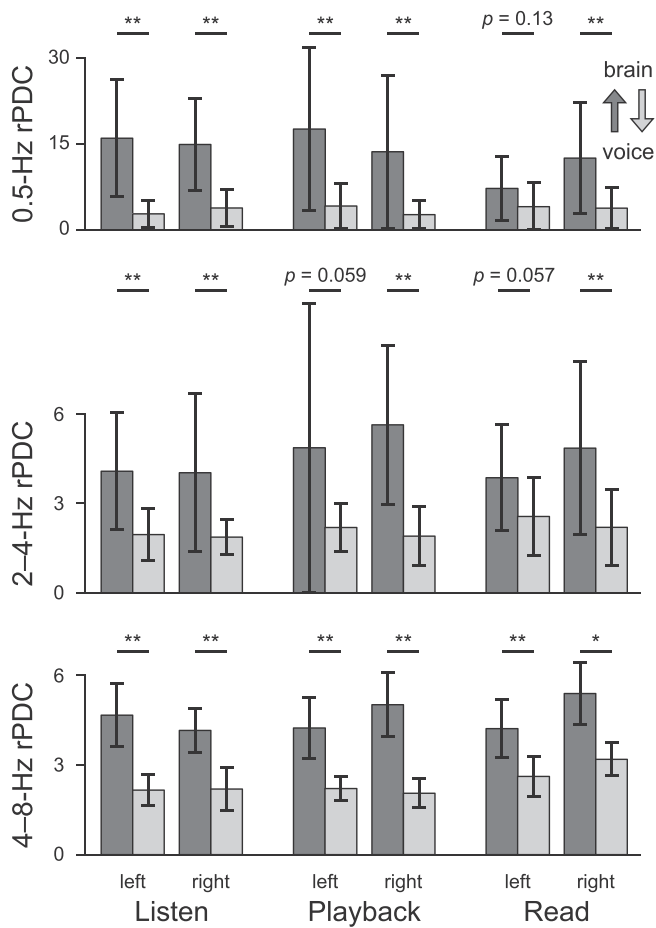 ** ** ** ** p = 0.13 **
30
15
0
0.5-Hz rPDC
brain
voice
** ** p = 0.059 ** p = 0.057 **
6
3
0
2–4-Hz rPDC
** ** ** ** ** *
6
3
0
4–8-Hz rPDC
left right left right left right
Listen Playback Read